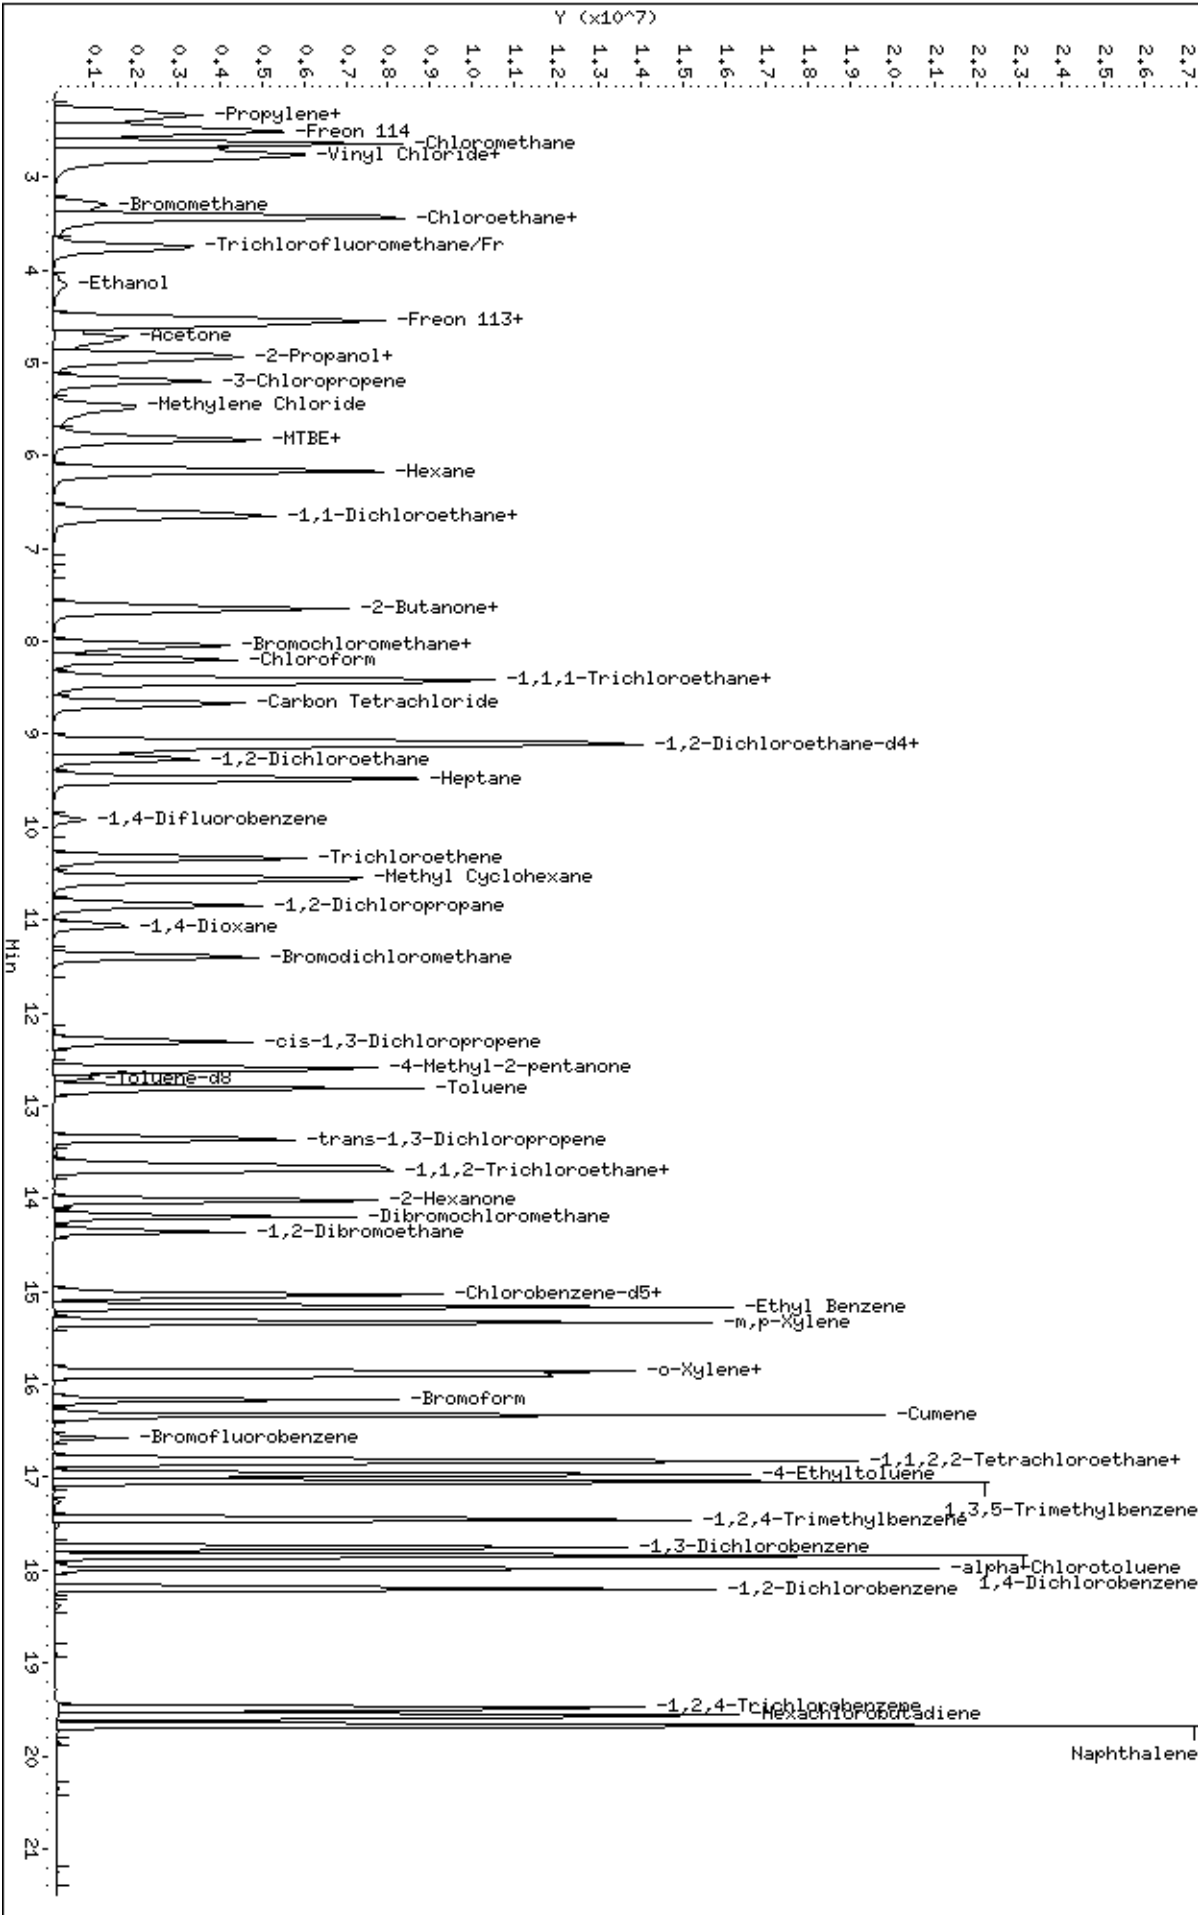 Y (x10^7)
0.1
0.2
0.3
0.4
0.5
0.6
0.7
0.8
0.9
1.0
1.1
1.2
1.3
1.4
1.5
1.6
1.7
1.8
1.9
2.0
2.1
2.2
2.3
2.4
2.5
2.6
2.7
-Propylene+
-Freon 114
-Chloromethane
-Vinyl Chloride+
3
-Bromomethane
-Chloroethane+
-Trichlorofluoromethane/Fr
4
-Ethanol
-Freon 113+
-Acetone
-2-Propanol+
5
-3-Chloropropene
-Methylene Chloride
-MTBE+
6
-Hexane
-1,1-Dichloroethane+
7
-2-Butanone+
8
-Bromochloromethane+
-Chloroform
-1,1,1-Trichloroethane+
-Carbon Tetrachloride
9
-1,2-Dichloroethane-d4+
-1,2-Dichloroethane
-Heptane
-1,4-Difluorobenzene
10
-Trichloroethene
-Methyl Cyclohexane
-1,2-Dichloropropane
11
-1,4-Dioxane
Min
-Bromodichloromethane
12
-cis-1,3-Dichloropropene
-4-Methyl-2-pentanone
-Toluene-d8
-Toluene
13
-trans-1,3-Dichloropropene
-1,1,2-Trichloroethane+
14
-2-Hexanone
-Dibromochloromethane
-1,2-Dibromoethane
15
-Chlorobenzene-d5+
-Ethyl Benzene
-m,p-Xylene
-o-Xylene+
16
-Bromoform
-Cumene
-Bromofluorobenzene
-1,1,2,2-Tetrachloroethane+
17
-4-Ethyltoluene
1,3,5-Trimethylbenzene
-1,2,4-Trimethylbenzene
-1,3-Dichlorobenzene
18
-alpha-Chlorotoluene
1,4-Dichlorobenzene
-1,2-Dichlorobenzene
19
-1,2,4-Trichlorobenzene
-Hexachlorobutadiene
20
Naphthalene
21